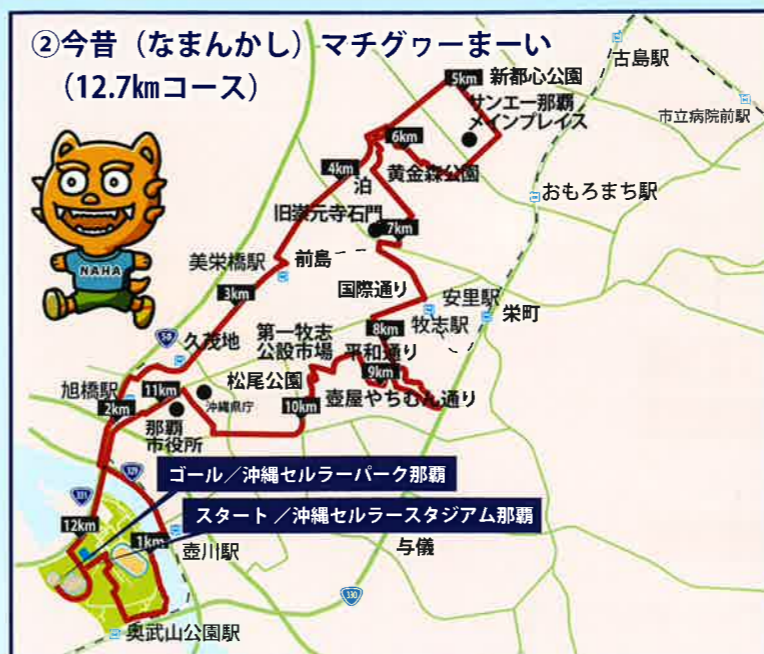 ②今昔（なまんかし）マチグヮーまーい
（12.7㎞コース）
古島駅
5km
新都心公園
サンエー那覇
メインプレイス
市立病院前駅
6km
4km
泊
黄金森公園
おもろまち駅
旧崇元寺石門
7km
NAHA
美栄橋駅
前島
3km
国際通り
安里駅
牧志駅
栄町
58
久茂地
第一牧志
公設市場
8km
平和通り
9km
旭橋駅
11km
松尾公園
2km
沖縄県庁
10km
壺屋やちむん通り
那覇
市役所
329
ゴール／沖縄セルラーパーク那覇
331
スタート／沖縄セルラースタジアム那覇
12km
1km
壺川駅
与儀
330
奥武山公園駅